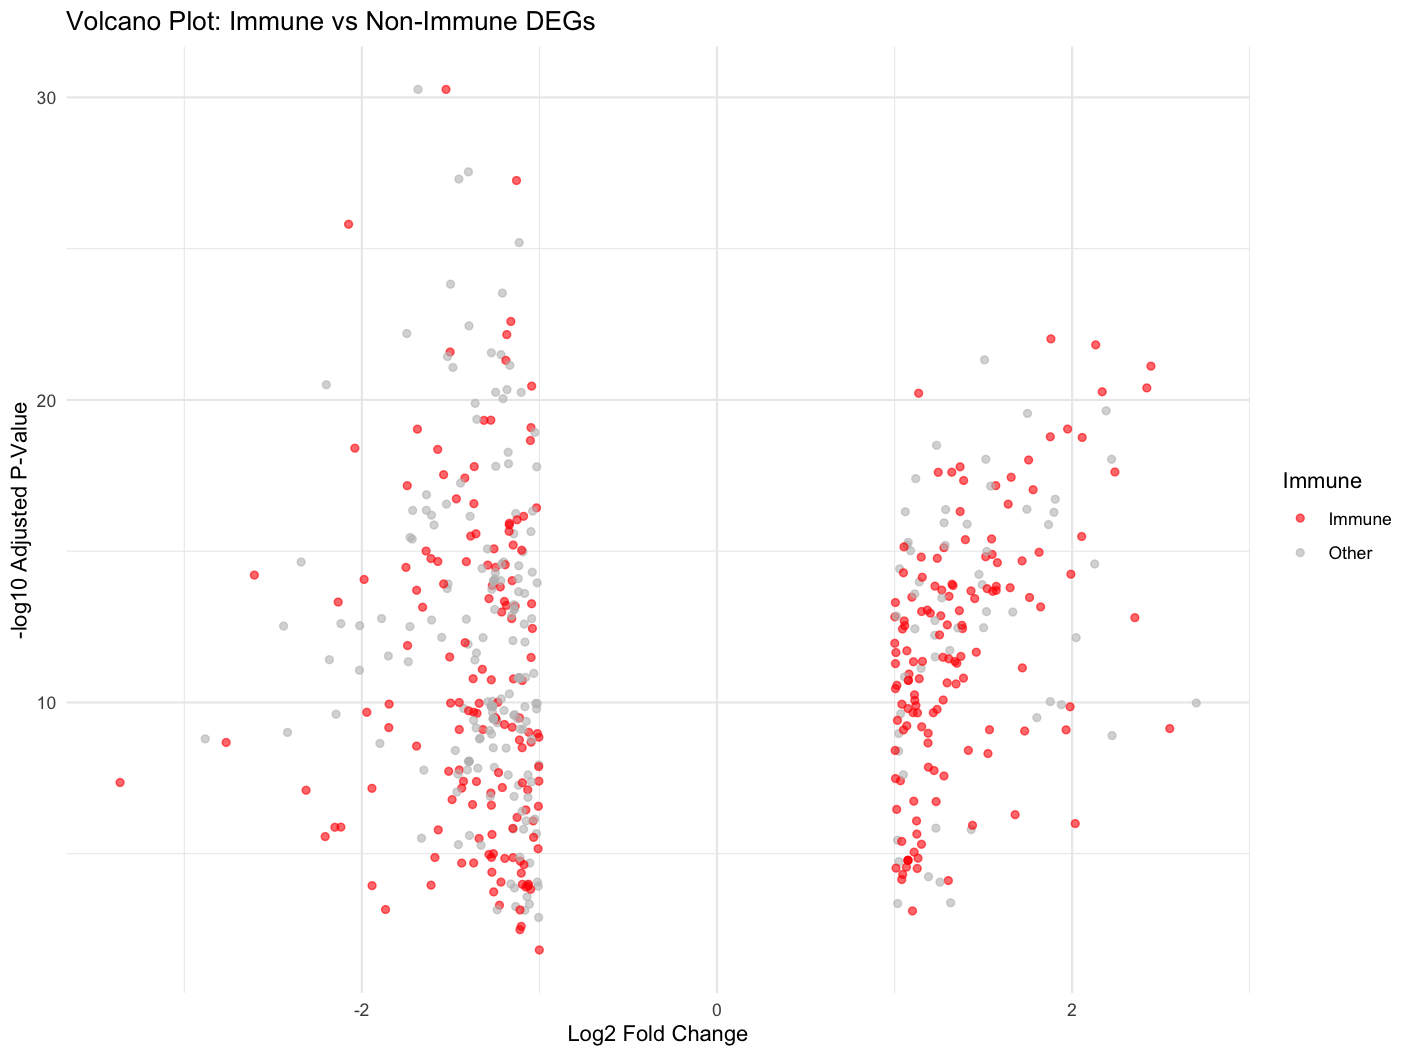 Volcano Plot: Immune vs Non-Immune DEGs
-log10 Adjusted P-Value
30
20
10
-2
0
2
Log2 Fold Change
Immune
Immune
Other